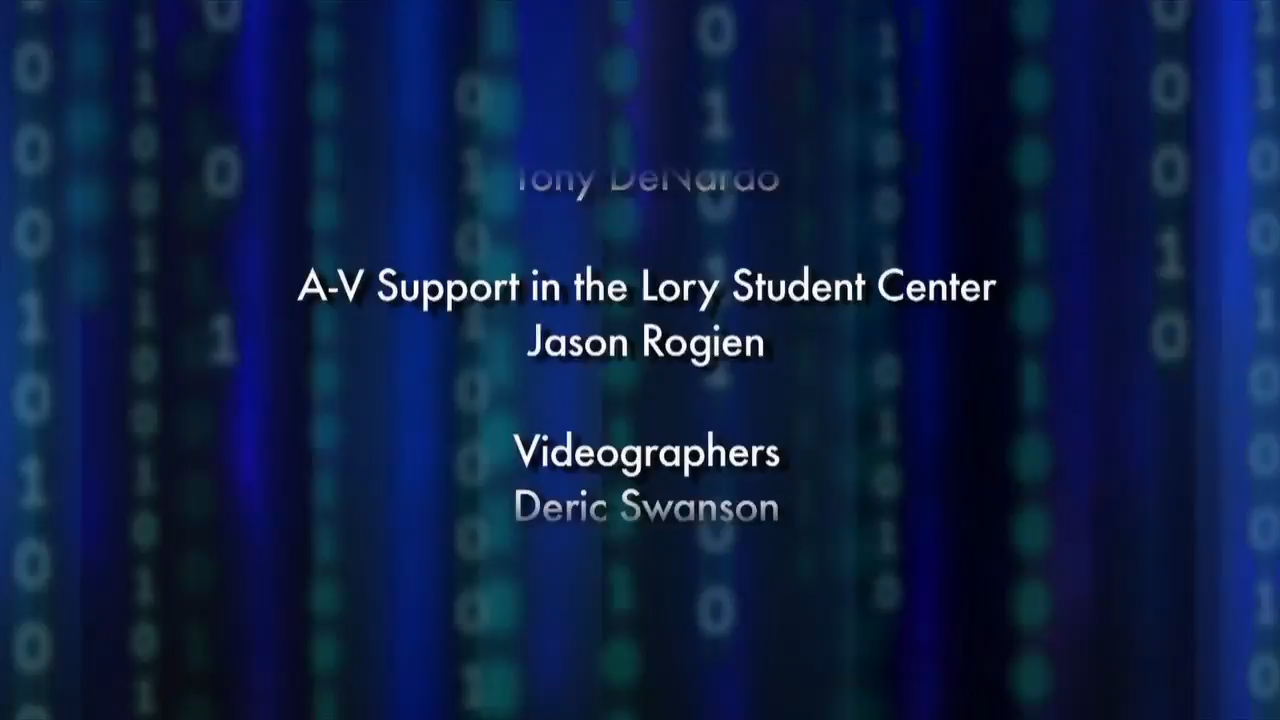 Tony DeNardo
A-V Support in the Lory Student Center
Jason Rogien
Videographers
Deric Swanson